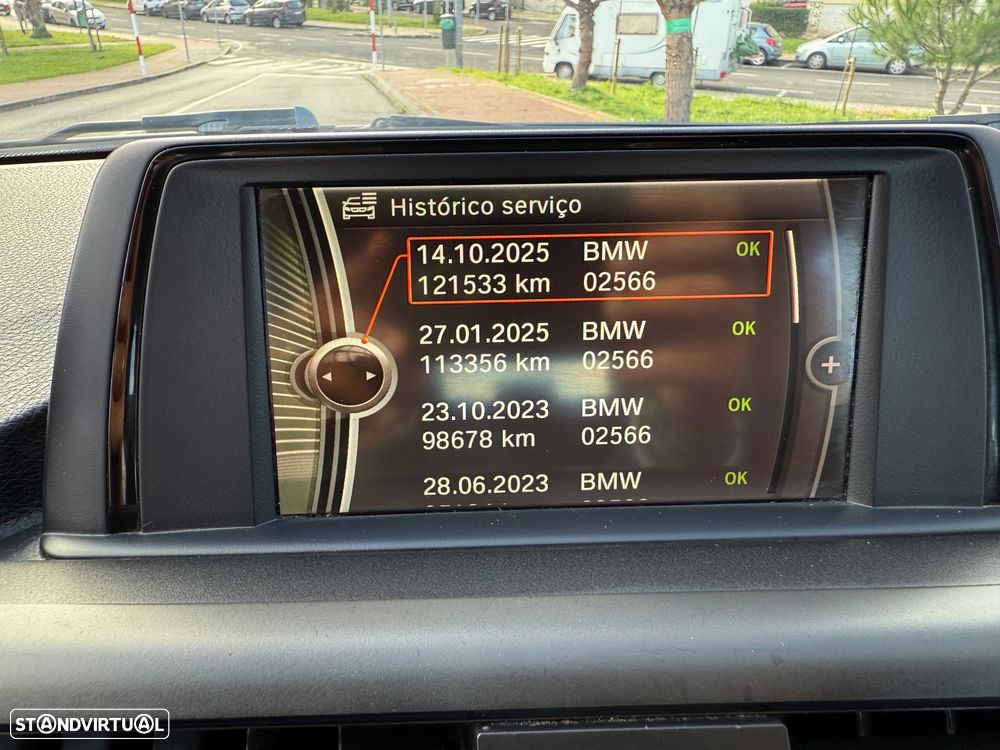 Histórico serviço
14.10.2025 BMW OK
121533 km 02566
27.01.2025 BMW OK
113356 km 02566
23.10.2023 BMW OK
98678 km 02566
28.06.2023 BMW OK
STANDVIRTUAL